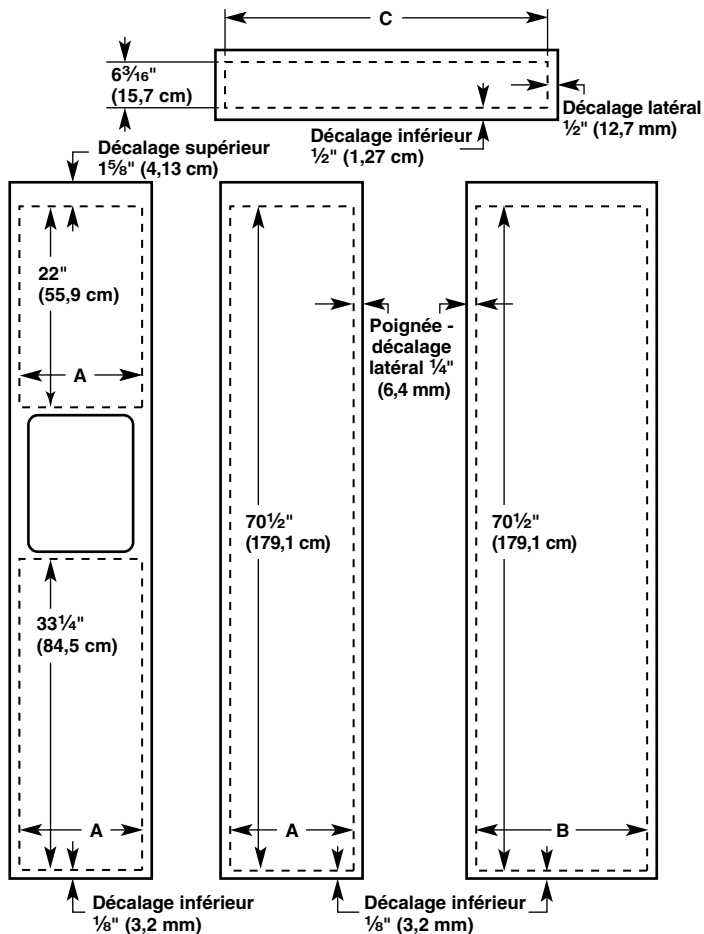 C
6 3/16"
(15,7 cm)
Décalage latéral
½" (12,7 mm)
Décalage inférieur
½" (1,27 cm)
Décalage supérieur
1⅝" (4,13 cm)
22"
(55,9 cm)
A
Poignée -
décalage
latéral ¼"
(6,4 mm)
70½"
(179,1 cm)
70½"
(179,1 cm)
33¼"
(84,5 cm)
A
A
B
Décalage inférieur
⅛" (3,2 mm)
Décalage inférieur
⅛" (3,2 mm)